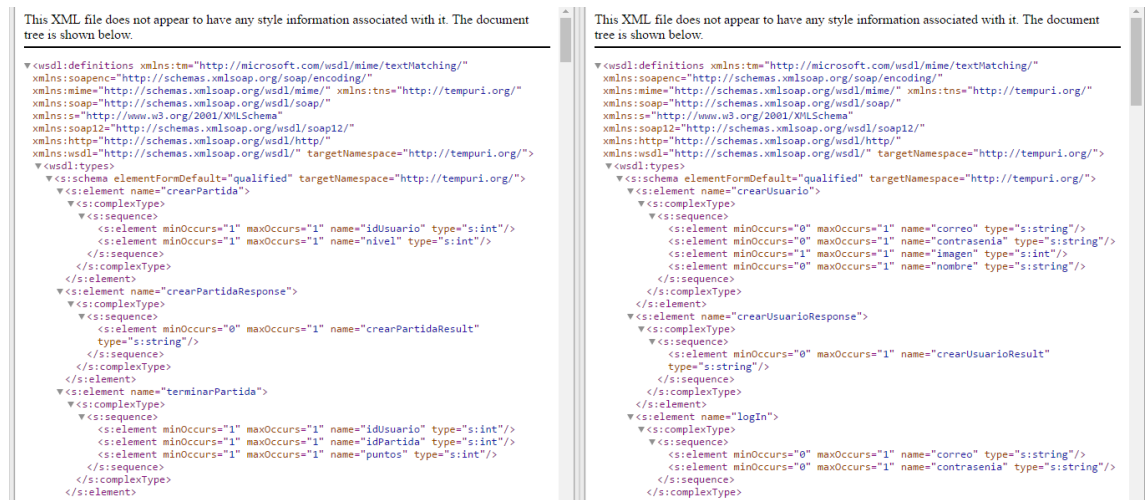 This XML file does not appear to have any style information associated with it. The document
tree is shown below.
▼<wsdl:definitions xmlns:tm="http://microsoft.com/wsdl/mime/textMatching/"
xmlns:soapenc="http://schemas.xmlsoap.org/soap/encoding/"
xmlns:mime="http://schemas.xmlsoap.org/wsdl/mime/" xmlns:tns="http://tempuri.org/"
xmlns:soap="http://schemas.xmlsoap.org/wsdl/soap/"
xmlns:s="http://www.w3.org/2001/XMLSchema"
xmlns:soap12="http://schemas.xmlsoap.org/wsdl/soap12/"
xmlns:http="http://schemas.xmlsoap.org/wsdl/http/"
xmlns:wsdl="http://schemas.xmlsoap.org/wsdl/" targetNamespace="http://tempuri.org/">
▼<wsdl:types>
▼<s:schema elementFormDefault="qualified" targetNamespace="http://tempuri.org/">
▼<s:element name="crearPartida">
▼<s:complexType>
▼<s:sequence>
<s:element minOccurs="1" maxOccurs="1" name="idUsuario" type="s:int"/>
<s:element minOccurs="1" maxOccurs="1" name="nivel" type="s:int"/>
</s:sequence>
</s:complexType>
</s:element>
▼<s:element name="crearPartidaResponse">
▼<s:complexType>
▼<s:sequence>
<s:element minOccurs="0" maxOccurs="1" name="crearPartidaResult"
type="s:string"/>
</s:sequence>
</s:complexType>
</s:element>
▼<s:element name="terminarPartida">
▼<s:complexType>
▼<s:sequence>
<s:element minOccurs="1" maxOccurs="1" name="idUsuario" type="s:int"/>
<s:element minOccurs="1" maxOccurs="1" name="idPartida" type="s:int"/>
<s:element minOccurs="1" maxOccurs="1" name="puntos" type="s:int"/>
</s:sequence>
</s:complexType>
</s:element>
This XML file does not appear to have any style information associated with it. The document
tree is shown below.
▼<wsdl:definitions xmlns:tm="http://microsoft.com/wsdl/mime/textMatching/"
xmlns:soapenc="http://schemas.xmlsoap.org/soap/encoding/"
xmlns:mime="http://schemas.xmlsoap.org/wsdl/mime/" xmlns:tns="http://tempuri.org/"
xmlns:soap="http://schemas.xmlsoap.org/wsdl/soap/"
xmlns:s="http://www.w3.org/2001/XMLSchema"
xmlns:soap12="http://schemas.xmlsoap.org/wsdl/soap12/"
xmlns:http="http://schemas.xmlsoap.org/wsdl/http/"
xmlns:wsdl="http://schemas.xmlsoap.org/wsdl/" targetNamespace="http://tempuri.org/">
▼<wsdl:types>
▼<s:schema elementFormDefault="qualified" targetNamespace="http://tempuri.org/">
▼<s:element name="crearUsuario">
▼<s:complexType>
▼<s:sequence>
<s:element minOccurs="0" maxOccurs="1" name="correo" type="s:string"/>
<s:element minOccurs="0" maxOccurs="1" name="contrasenia" type="s:string"/>
<s:element minOccurs="1" maxOccurs="1" name="imagen" type="s:int"/>
<s:element minOccurs="0" maxOccurs="1" name="nombre" type="s:string"/>
</s:sequence>
</s:complexType>
</s:element>
▼<s:element name="crearUsuarioResponse">
▼<s:complexType>
▼<s:sequence>
<s:element minOccurs="0" maxOccurs="1" name="crearUsuarioResult"
type="s:string"/>
</s:sequence>
</s:complexType>
</s:element>
▼<s:element name="logIn">
▼<s:complexType>
▼<s:sequence>
<s:element minOccurs="0" maxOccurs="1" name="correo" type="s:string"/>
<s:element minOccurs="0" maxOccurs="1" name="contrasenia" type="s:string"/>
</s:sequence>
</s:complexType>